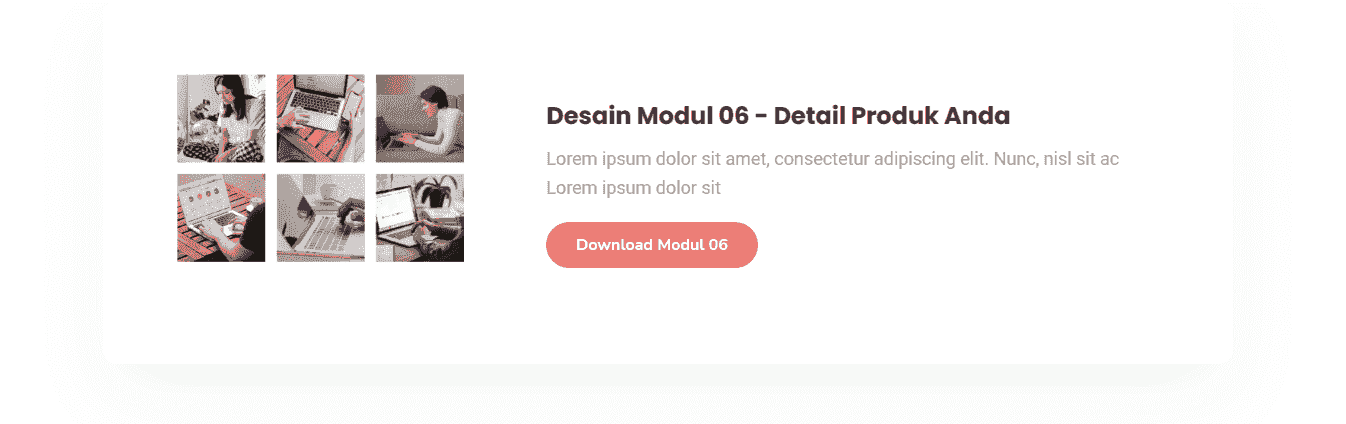 Desain Modul 06 - Detail Produk Anda
Lorem ipsum dolor sit amet, consectetur adipiscing elit. Nunc, nisl sit ac
Lorem ipsum dolor sit
Download Modul 06